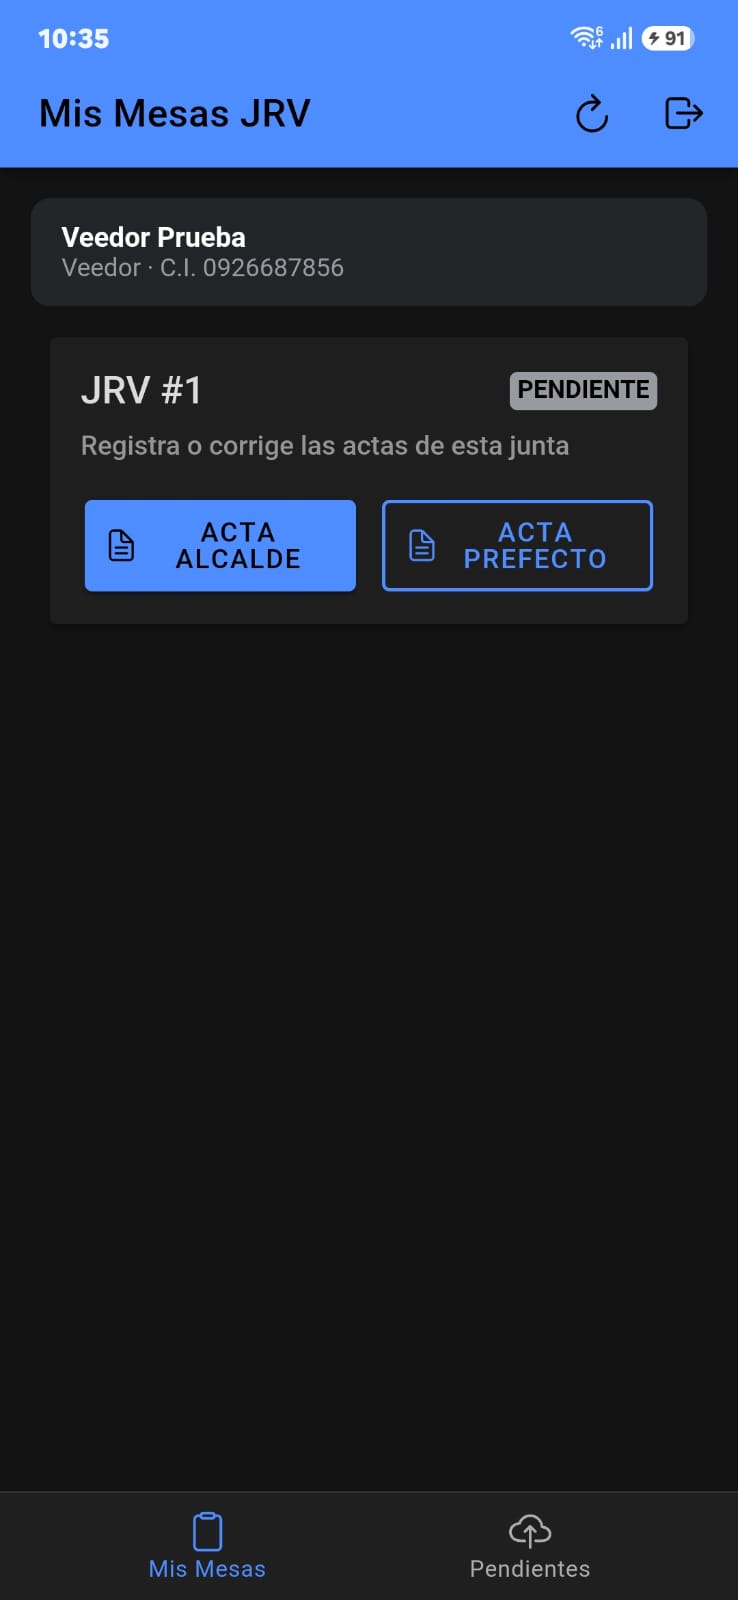 10:35
6
91
Mis Mesas JRV
Veedor Prueba
Veedor · C.I. 0926687856
JRV #1
PENDIENTE
Registra o corrige las actas de esta junta
ACTA
ALCALDE
ACTA
PREFECTO
Mis Mesas
Pendientes